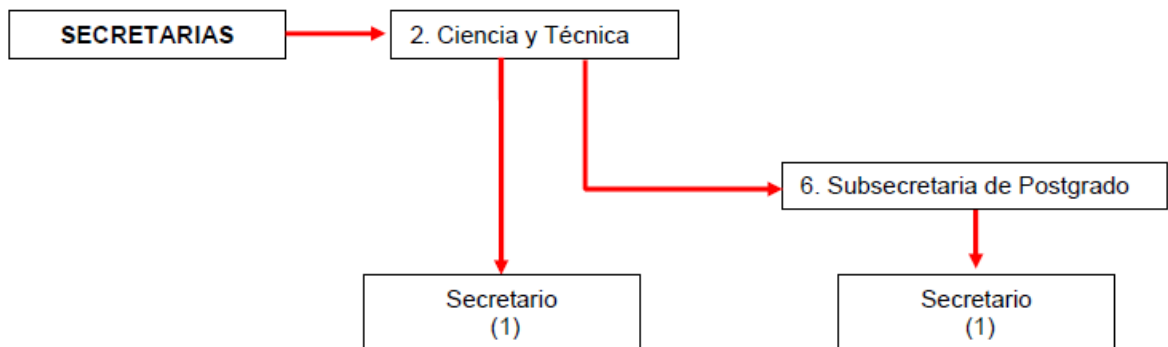 SECRETARIAS
2. Ciencia y Técnica
6. Subsecretaria de Postgrado
Secretario
(1)
Secretario
(1)